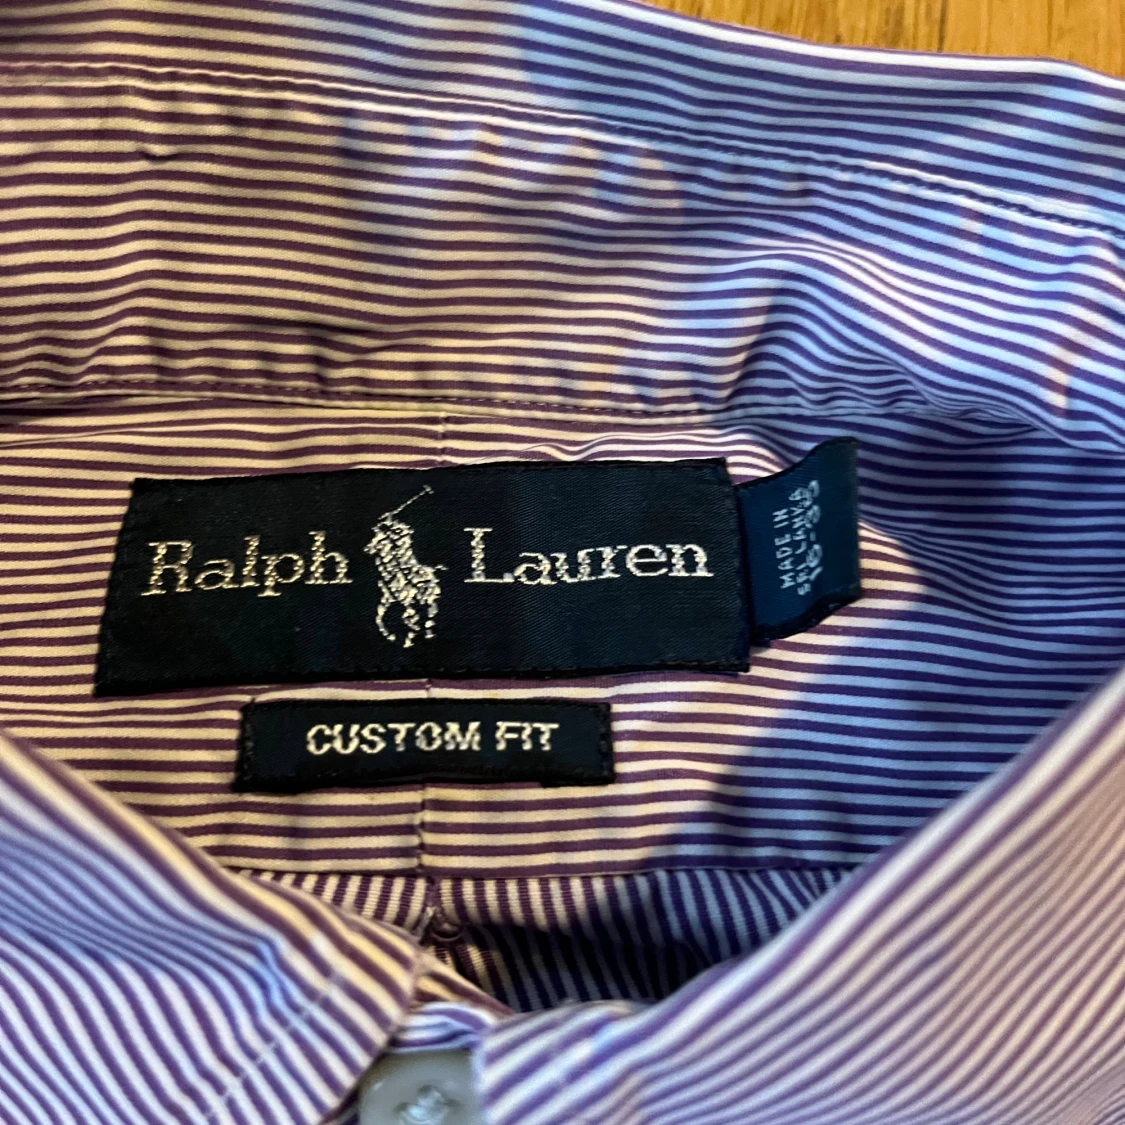 Ralph Lauren
CUSTOM FIT
MADE IN
SRI LANKA